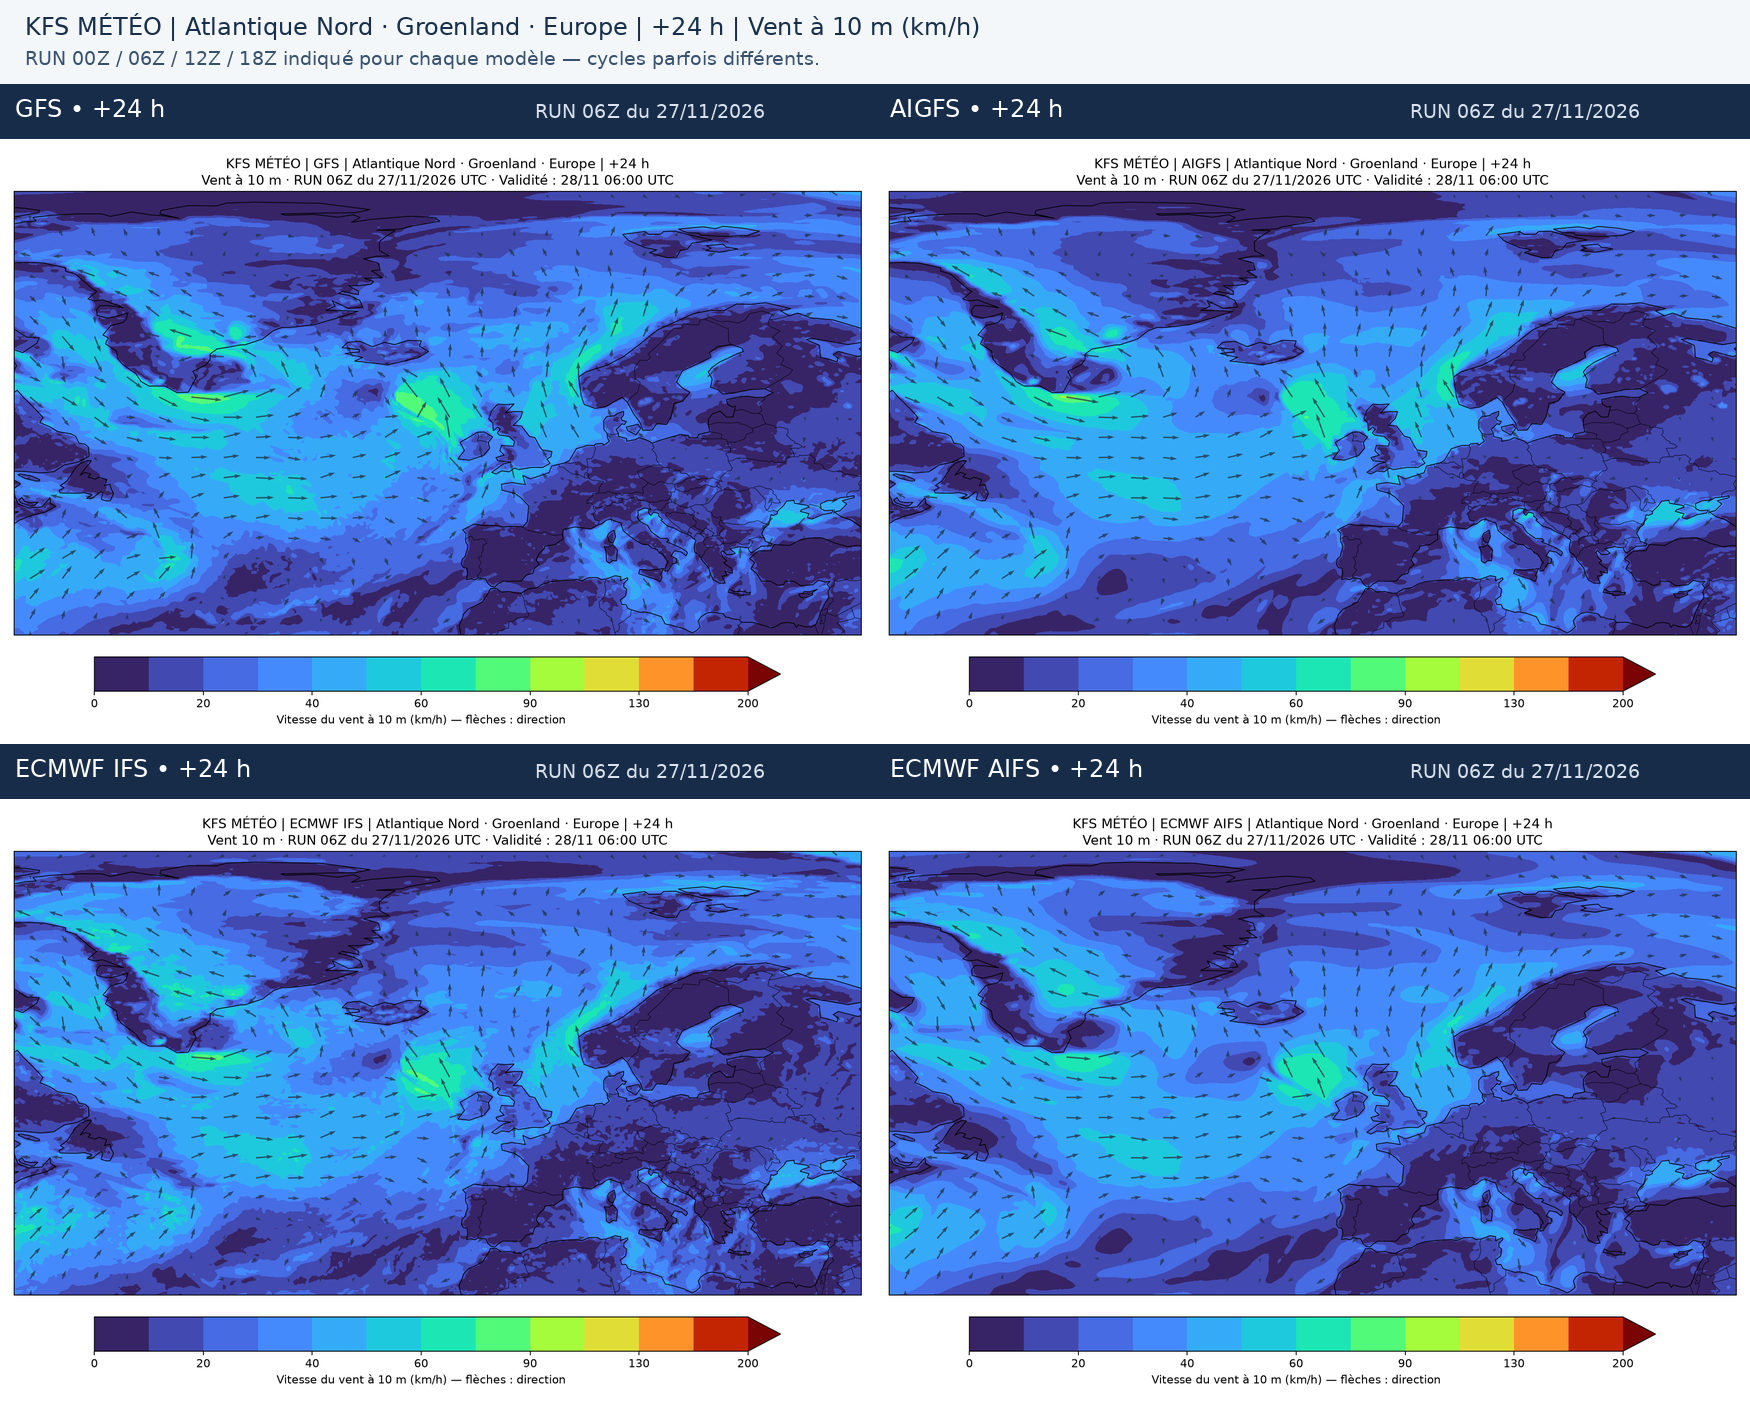 KFS MÉTÉO | Atlantique Nord · Groenland · Europe | +24 h | Vent à 10 m (km/h)
RUN 00Z / 06Z / 12Z / 18Z indiqué pour chaque modèle — cycles parfois différents.
GFS • +24 h
RUN 06Z du 27/11/2026
KFS MÉTÉO | GFS | Atlantique Nord · Groenland · Europe | +24 h
Vent à 10 m · RUN 06Z du 27/11/2026 UTC · Validité : 28/11 06:00 UTC
0 20 40 60 90 130 200
Vitesse du vent à 10 m (km/h) — flèches : direction
AIGFS • +24 h
RUN 06Z du 27/11/2026
KFS MÉTÉO | AIGFS | Atlantique Nord · Groenland · Europe | +24 h
Vent à 10 m · RUN 06Z du 27/11/2026 UTC · Validité : 28/11 06:00 UTC
0 20 40 60 90 130 200
Vitesse du vent à 10 m (km/h) — flèches : direction
ECMWF IFS • +24 h
RUN 06Z du 27/11/2026
KFS MÉTÉO | ECMWF IFS | Atlantique Nord · Groenland · Europe | +24 h
Vent 10 m · RUN 06Z du 27/11/2026 UTC · Validité : 28/11 06:00 UTC
0 20 40 60 90 130 200
Vitesse du vent à 10 m (km/h) — flèches : direction
ECMWF AIFS • +24 h
RUN 06Z du 27/11/2026
KFS MÉTÉO | ECMWF AIFS | Atlantique Nord · Groenland · Europe | +24 h
Vent 10 m · RUN 06Z du 27/11/2026 UTC · Validité : 28/11 06:00 UTC
0 20 40 60 90 130 200
Vitesse du vent à 10 m (km/h) — flèches : direction